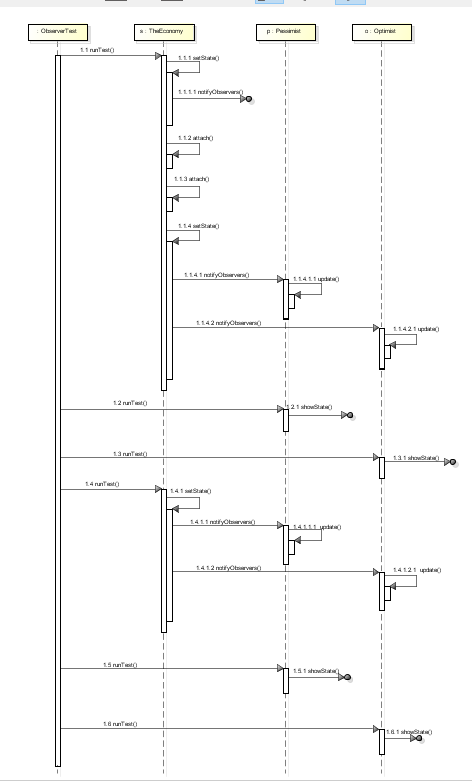 : ObserverTest
s : TheEconomy
p : Pessimist
o : Optimist
1.1 runTest()
1.1.1 setState()
1.1.1.1 notifyObservers()
1.1.2 attach()
1.1.3 attach()
1.1.4 setState()
1.1.4.1 notifyObservers()
1.1.4.1.1 update()
1.1.4.2 notifyObservers()
1.1.4.2.1 update()
1.2 runTest()
1.2.1 showState()
1.3 runTest()
1.3.1 showState()
1.4 runTest()
1.4.1 setState()
1.4.1.1 notifyObservers()
1.4.1.1.1 update()
1.4.1.2 notifyObservers()
1.4.1.2.1 update()
1.5 runTest()
1.5.1 showState()
1.6 runTest()
1.6.1 showState()